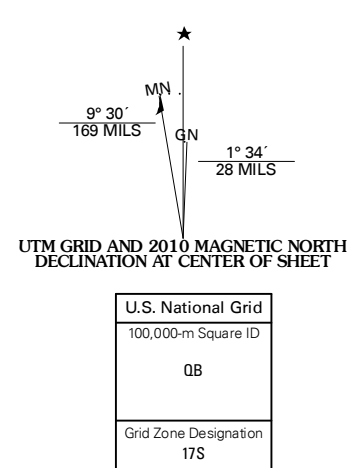 MN
9° 30´
169 MILS
GN
1° 34´
28 MILS
UTM GRID AND 2010 MAGNETIC NORTH
DECLINATION AT CENTER OF SHEET
U.S. National Grid
100,000-m Square ID
QB
Grid Zone Designation
17S